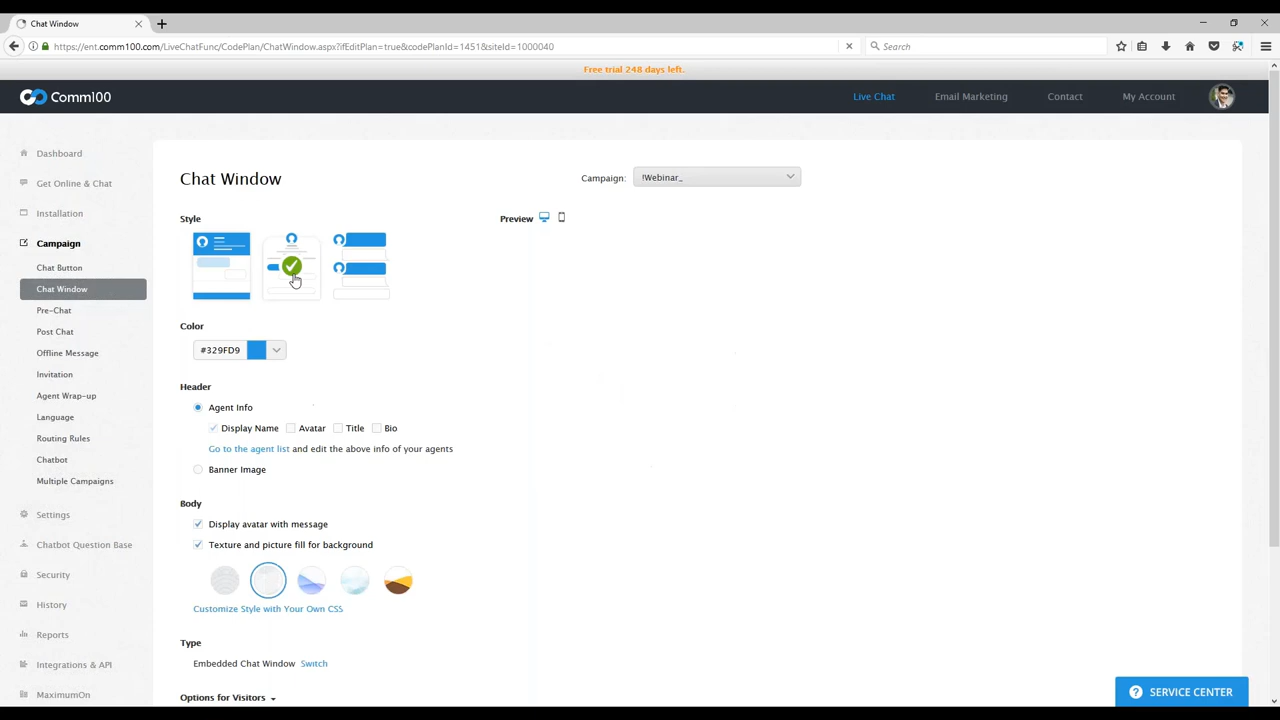 Chat Window
https://ent.comm100.com/LiveChatFunc/CodePlan/ChatWindow.aspx?ifEditPlan=true&codePlanId=1451&siteId=1000040
Search
Free trial 248 days left.
Comm100
Live Chat
Email Marketing
Contact
My Account
Dashboard
Get Online & Chat
Installation
Campaign
Chat Button
Chat Window
Pre-Chat
Post Chat
Offline Message
Invitation
Agent Wrap-up
Language
Routing Rules
Chatbot
Multiple Campaigns
Settings
Chatbot Question Base
Security
History
Reports
Integrations & API
MaximumOn
Chat Window
Campaign: !Webinar_
Style
Preview
Color
#329FD9
Header
Agent Info
Display Name Avatar Title Bio
Go to the agent list and edit the above info of your agents
Banner Image
Body
Display avatar with message
Texture and picture fill for background
Customize Style with Your Own CSS
Type
Embedded Chat Window Switch
Options for Visitors
SERVICE CENTER